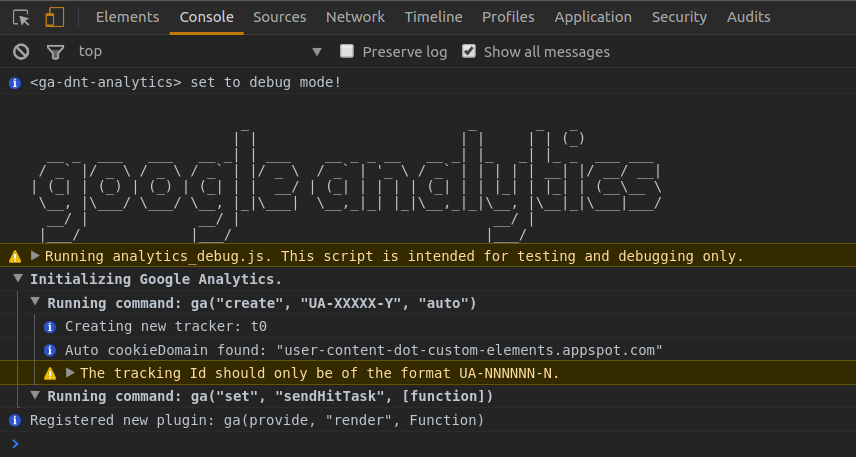 Elements Console Sources Network Timeline Profiles Application Security Audits
top Preserve log Show all messages
<ga-dnt-analytics> set to debug mode!
google analytics
Running analytics_debug.js. This script is intended for testing and debugging only.
Initializing Google Analytics.
Running command: ga("create", "UA-XXXXX-Y", "auto")
Creating new tracker: t0
Auto cookieDomain found: "user-content-dot-custom-elements.appspot.com"
The tracking Id should only be of the format UA-NNNNNN-N.
Running command: ga("set", "sendHitTask", [function])
Registered new plugin: ga(provide, "render", Function)